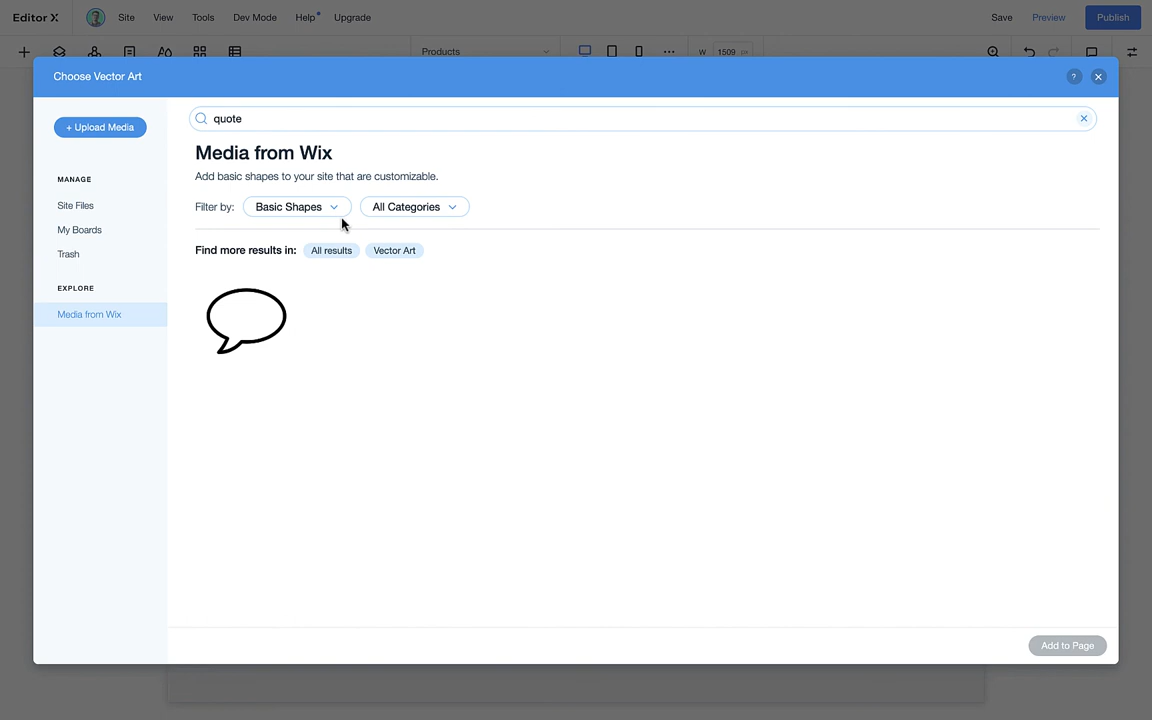 Editor X Site View Tools Dev Mode Help Upgrade Save Preview Publish
Products W 1509 px
Choose Vector Art ?
+ Upload Media
MANAGE
Site Files
My Boards
Trash
EXPLORE
Media from Wix
quote
Media from Wix
Add basic shapes to your site that are customizable.
Filter by: Basic Shapes All Categories
Find more results in: All results Vector Art
Add to Page